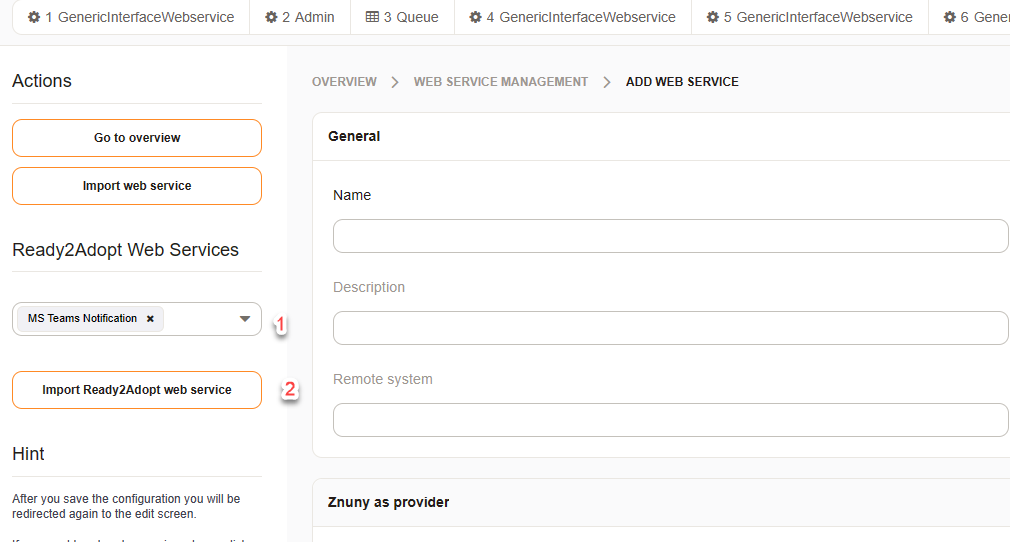 1 GenericInterfaceWebservice
2 Admin
3 Queue
4 GenericInterfaceWebservice
5 GenericInterfaceWebservice
6 Gene
Actions
Go to overview
Import web service
Ready2Adopt Web Services
MS Teams Notification ×
1
Import Ready2Adopt web service
2
Hint
After you save the configuration you will be
redirected again to the edit screen.
OVERVIEW > WEB SERVICE MANAGEMENT > ADD WEB SERVICE
General
Name
Description
Remote system
Znuny as provider